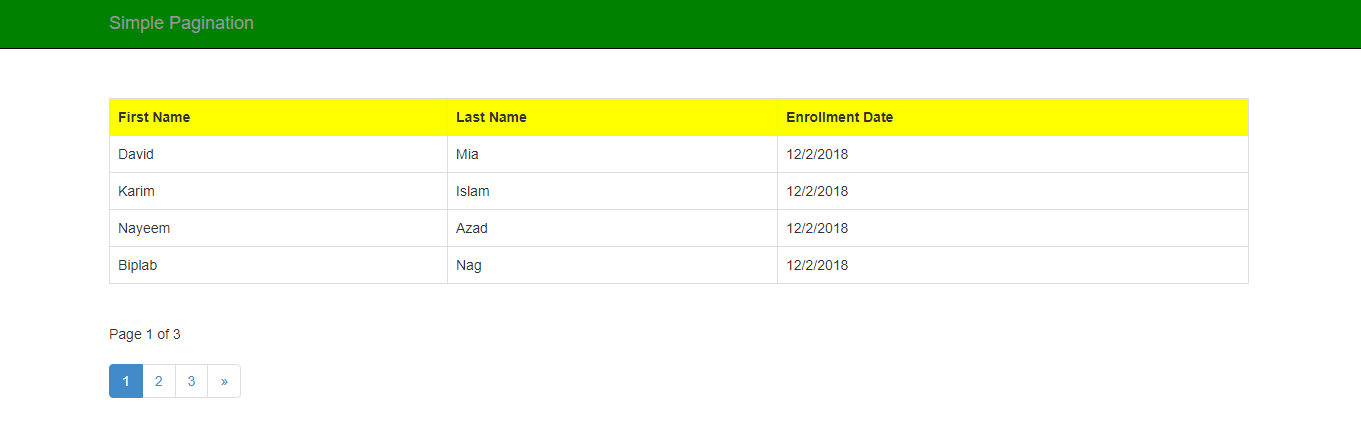 Simple Pagination
First Name Last Name Enrollment Date
David Mia 12/2/2018
Karim Islam 12/2/2018
Nayeem Azad 12/2/2018
Biplab Nag 12/2/2018
Page 1 of 3
1 2 3 »